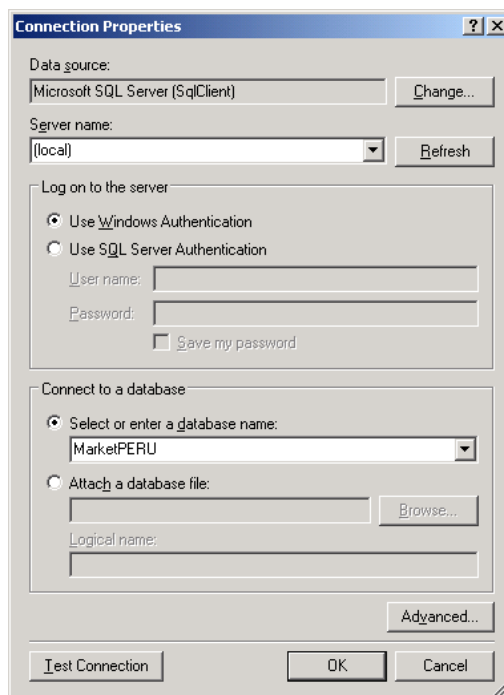 Connection Properties
Data source:
Microsoft SQL Server (SqlClient)
Change...
Server name:
(local)
Refresh
Log on to the server
Use Windows Authentication
Use SQL Server Authentication
User name:
Password:
Save my password
Connect to a database
Select or enter a database name:
MarketPERU
Attach a database file:
Browse...
Logical name:
Advanced...
Test Connection
OK
Cancel